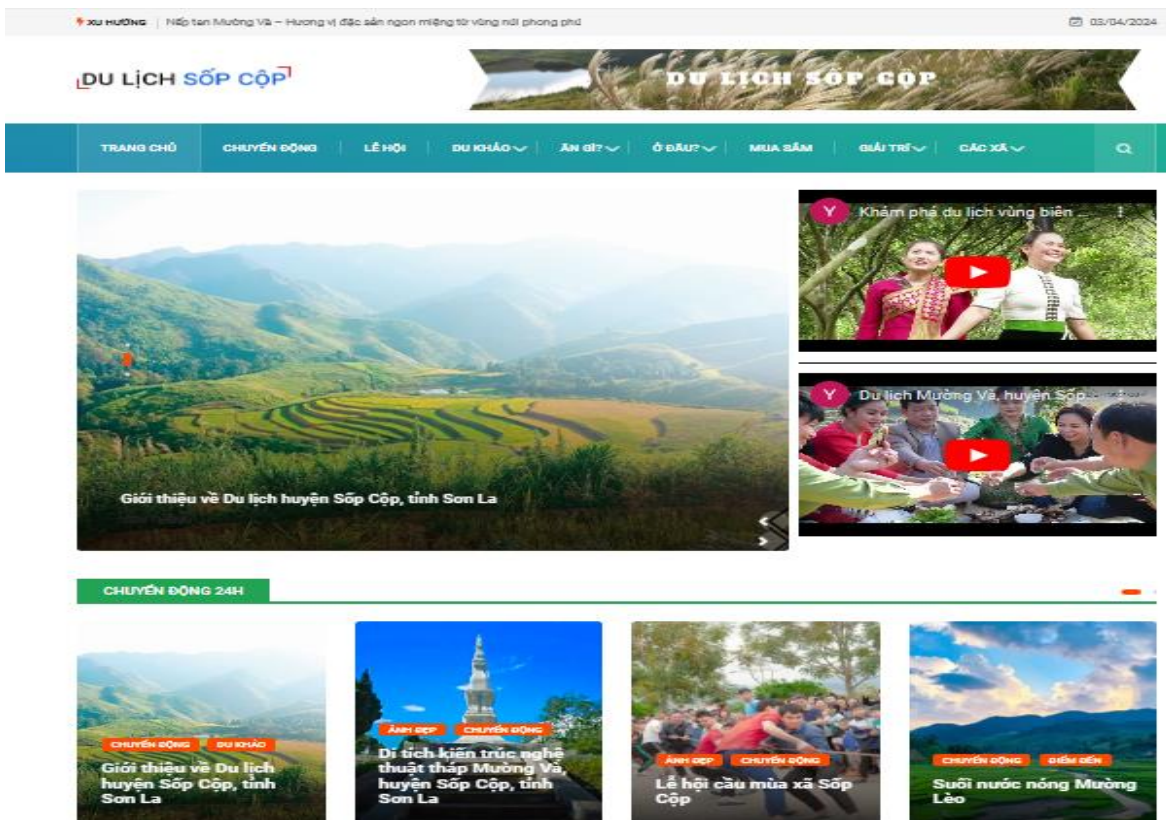 XU HƯỚNG | Nếp tan Mường Và – Hương vị đặc sản ngon miệng từ vùng núi phong phú
03/04/2024
DU LỊCH SỐP CỘP
DU LICH SÔP CÔP
TRANG CHỦ CHUYỂN ĐỘNG LỄ HỘI DU KHẢO ĂN GÌ? Ở ĐÂU? MUA SẮM GIẢI TRÍ CÁC XÃ
Y Khám phá du lịch vùng biên ...
Y Du lịch Mường Và, huyện Sốp...
Giới thiệu về Du lịch huyện Sốp Cộp, tỉnh Sơn La
CHUYỂN ĐỘNG 24H
CHUYỂN ĐỘNG DU KHẢO
Giới thiệu về Du lịch
huyện Sốp Cộp, tỉnh
Sơn La
ẢNH ĐẸP CHUYỂN ĐỘNG
Di tích kiến trúc nghệ
thuật tháp Mường Và,
huyện Sốp Cộp, tỉnh
Sơn La
ẢNH ĐẸP CHUYỂN ĐỘNG
Lễ hội cầu mùa xã Sốp
Cộp
CHUYỂN ĐỘNG ĐIỂM ĐẾN
Suối nước nóng Mường
Lèo